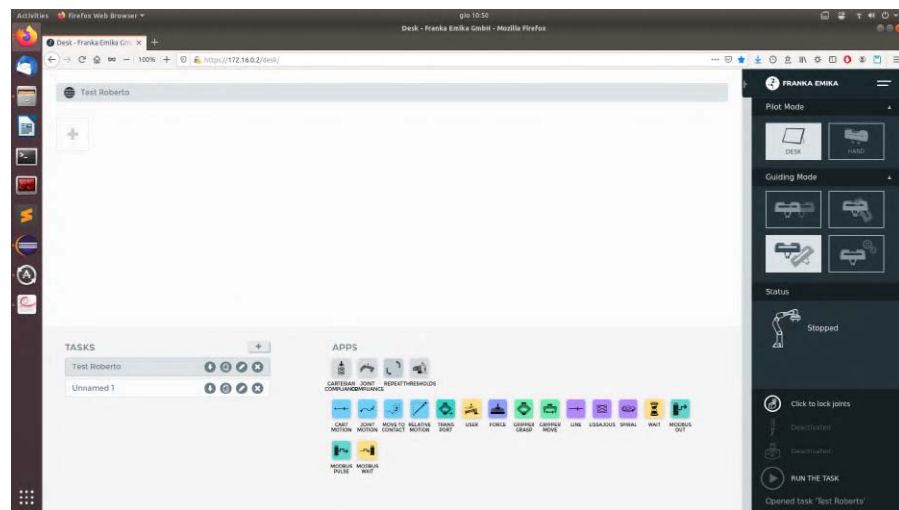 Activities Firefox Web Browser gio 10:50
Desk - Franka Emika GmbH - Mozilla Firefox
Desk - Franka Emika Gm
100% https://172.16.0.2/desk/
Test Roberto
FRANKA EMIKA
Pilot Mode
DESK HAND
Guiding Mode
Status
Stopped
TASKS +
Test Roberto
Unnamed 1
APPS
CARTESIAN COMPLIANCE JOINT COMPLIANCE REPEAT THRESHOLDS
CART MOTION JOINT MOTION MOVE TO CONTACT RELATIVE MOTION TRANS PORT USER FORCE GRIPPER GRASP GRIPPER MOVE LINE LISSAJOUS SPIRAL WAIT MODBUS OUT
MODBUS PULSE MODBUS WAIT
Click to lock joints
Deactivated
Deactivated
RUN THE TASK
Opened task 'Test Roberto'